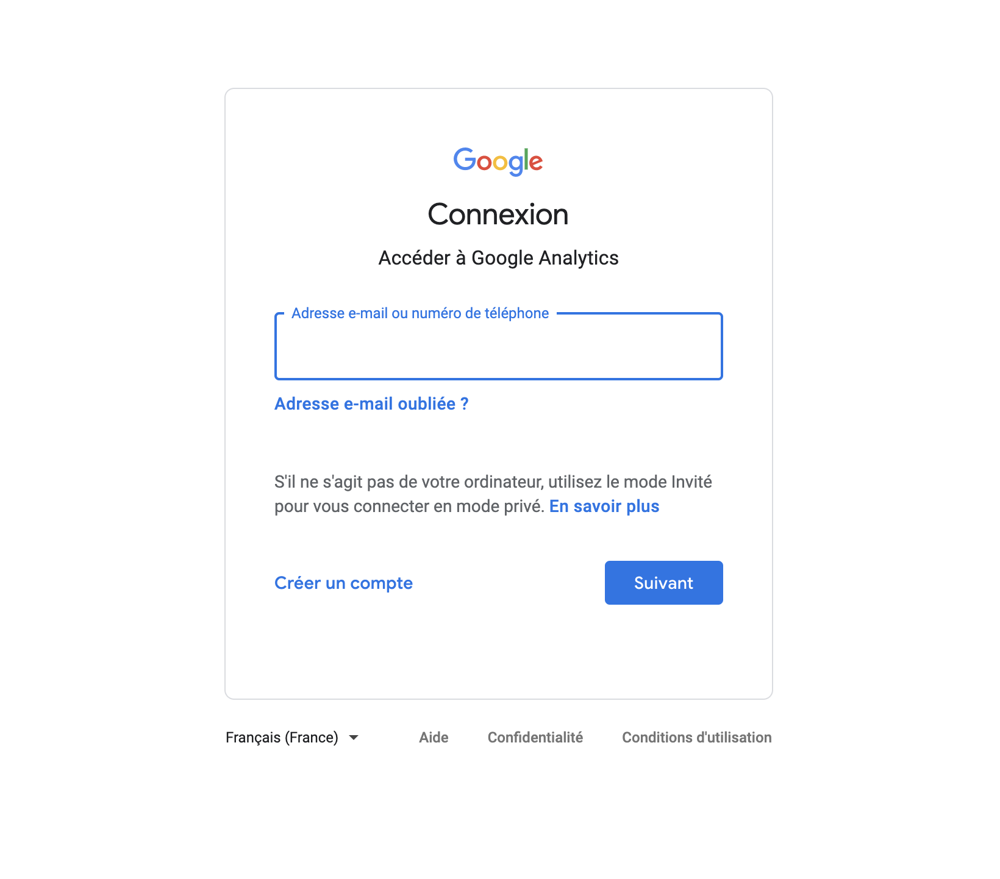 Google
Connexion
Accéder à Google Analytics
Adresse e-mail ou numéro de téléphone
Adresse e-mail oubliée ?
S'il ne s'agit pas de votre ordinateur, utilisez le mode Invité
pour vous connecter en mode privé. En savoir plus
Créer un compte
Suivant
Français (France)
Aide
Confidentialité
Conditions d'utilisation